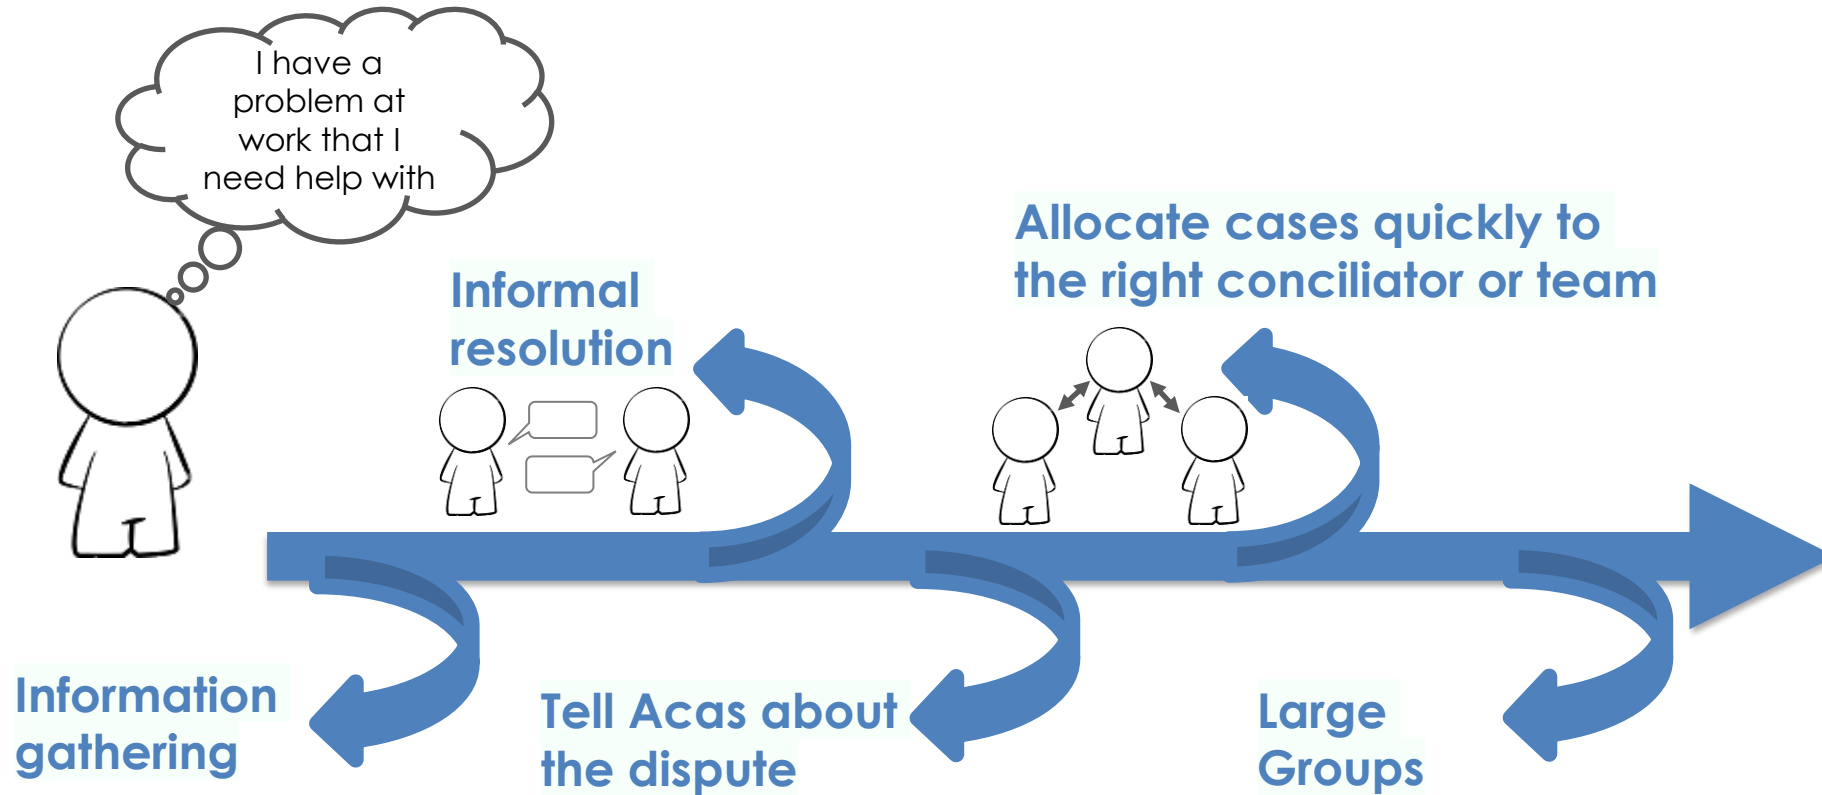 I have a
problem at
work that I
need help with
Informal
resolution
Allocate cases quickly to
the right conciliator or team
Information
gathering
Tell Acas about
the dispute
Large
Groups